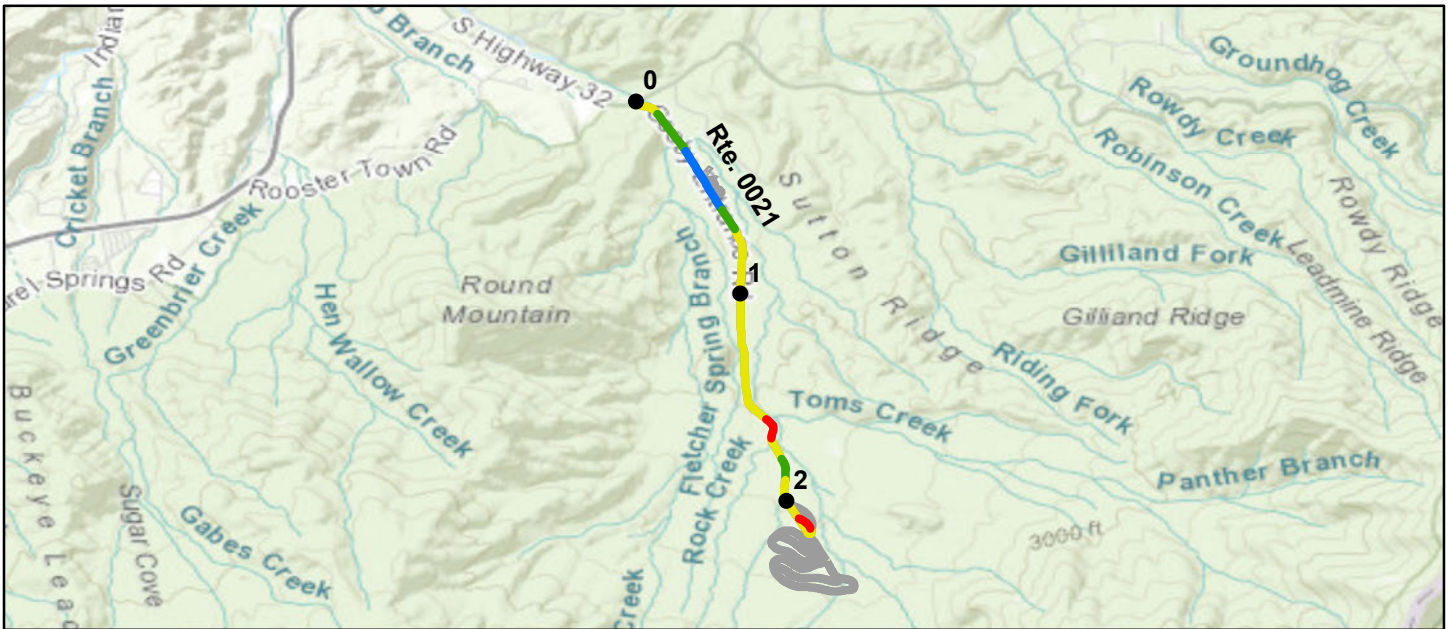 Indian
Branch
S Highway 32
0
Groundhog Creek
Rowdy Creek
Robinson Creek
Rowdy Ridge
Leadmine Ridge
Cricket Branch
Rooster Town Rd
Rte. 0021
Sutton Ridge
Gilliland Fork
Gilliland Ridge
Greenbrier Creek
Springs Rd
Round
Mountain
1
Hen Wallow Creek
Fletcher Spring Branch
Riding Fork
Toms Creek
Rock Creek
2
Panther Branch
3000 ft
Buckeye Lead
Sugar Cove
Gabes Creek
Creek